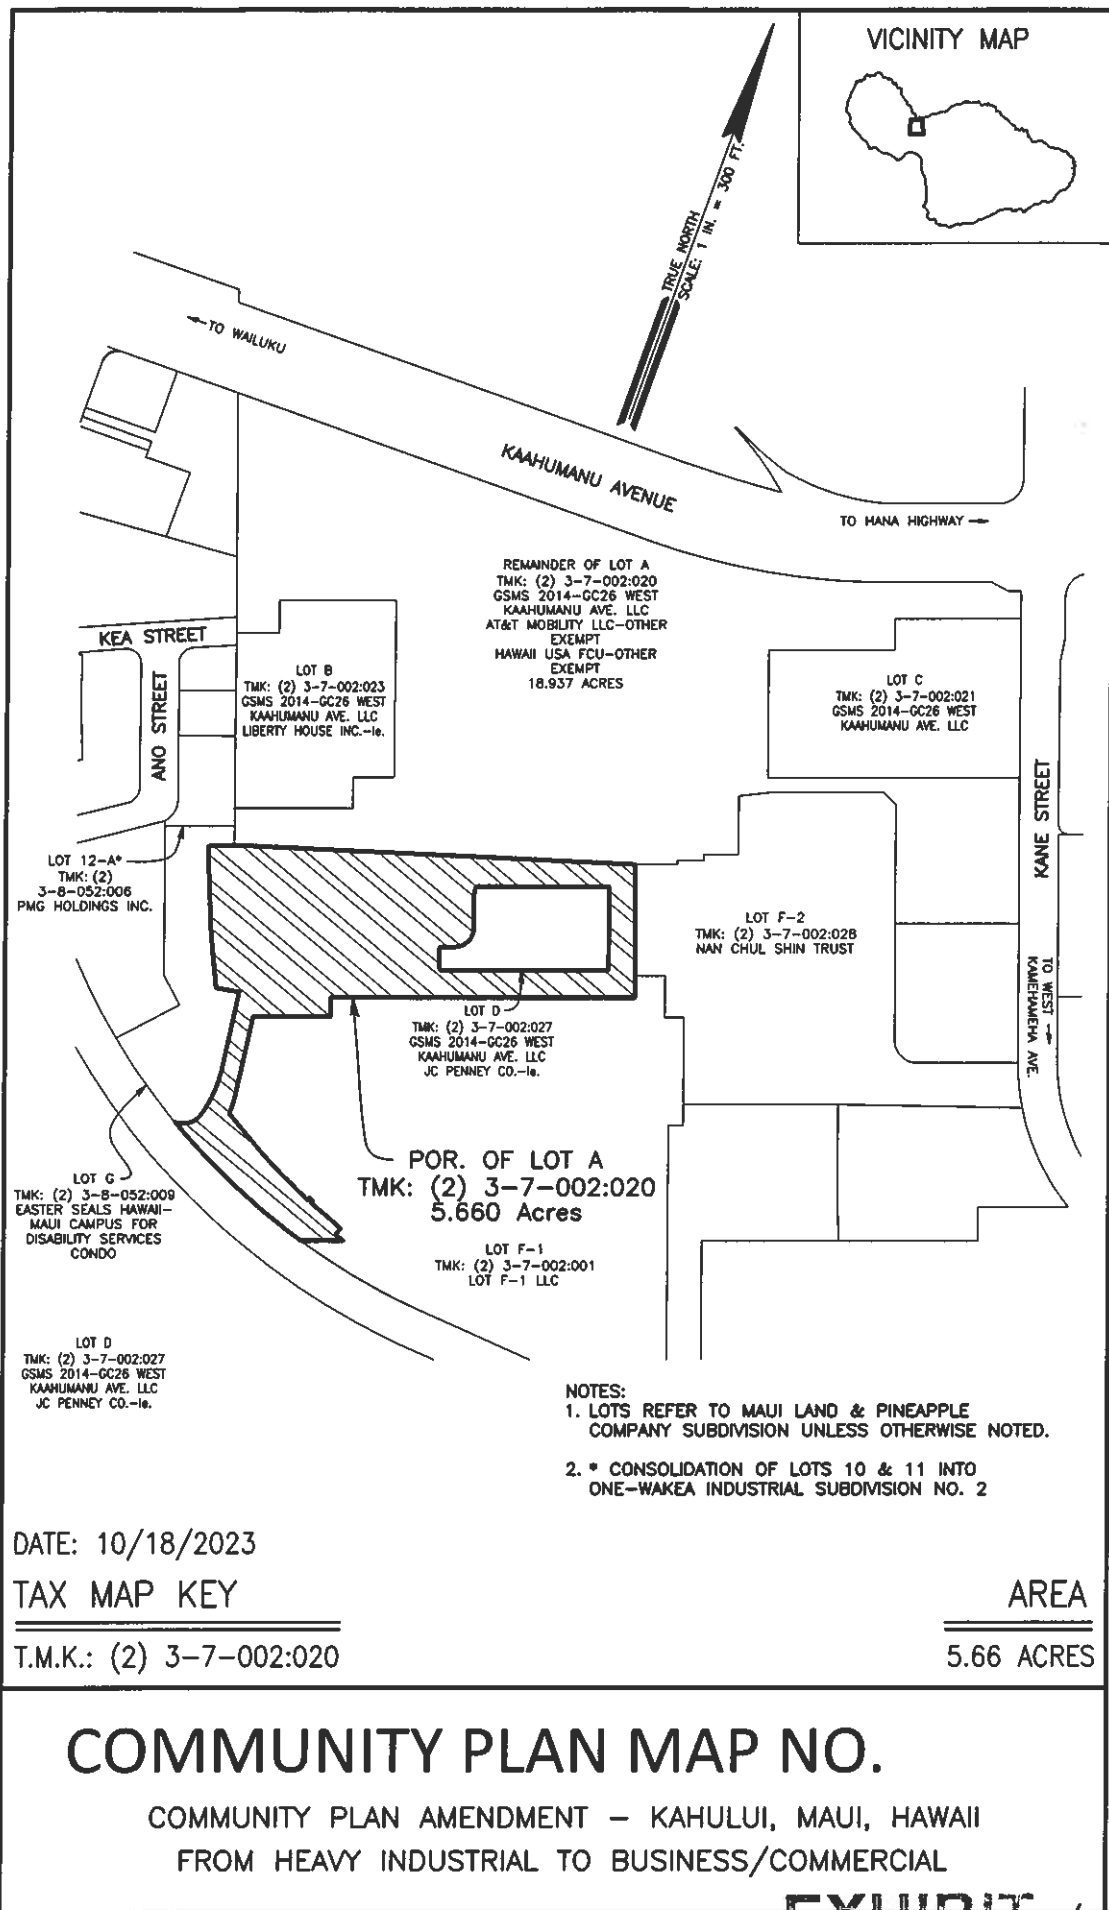 VICINITY MAP
TRUE NORTH
SCALE: 1 IN. = 300 FT.
TO WAILUKU
KAAHUMANU AVENUE
TO HANA HIGHWAY
REMAINDER OF LOT A
TMK: (2) 3-7-002:020
GSMS 2014-GC26 WEST
KAAHUMANU AVE. LLC
AT&T MOBILITY LLC-OTHER
EXEMPT
HAWAII USA FCU-OTHER
EXEMPT
18.937 ACRES
KEA STREET
ANO STREET
LOT B
TMK: (2) 3-7-002:023
GSMS 2014-GC26 WEST
KAAHUMANU AVE. LLC
LIBERTY HOUSE INC.-le.
LOT C
TMK: (2) 3-7-002:021
GSMS 2014-GC26 WEST
KAAHUMANU AVE. LLC
KANE STREET
LOT 12-A*
TMK: (2)
3-8-052:006
PMG HOLDINGS INC.
LOT F-2
TMK: (2) 3-7-002:028
NAN CHUL SHIN TRUST
TO WEST
KAMEHAMEHA AVE.
LOT D
TMK: (2) 3-7-002:027
GSMS 2014-GC26 WEST
KAAHUMANU AVE. LLC
JC PENNEY CO.-le.
POR. OF LOT A
TMK: (2) 3-7-002:020
5.660 Acres
LOT G
TMK: (2) 3-8-052:009
EASTER SEALS HAWAII-
MAUI CAMPUS FOR
DISABILITY SERVICES
CONDO
LOT F-1
TMK: (2) 3-7-002:001
LOT F-1 LLC
LOT D
TMK: (2) 3-7-002:027
GSMS 2014-GC26 WEST
KAAHUMANU AVE. LLC
JC PENNEY CO.-le.
NOTES:
1. LOTS REFER TO MAUI LAND & PINEAPPLE
COMPANY SUBDIVISION UNLESS OTHERWISE NOTED.
2. * CONSOLIDATION OF LOTS 10 & 11 INTO
ONE-WAKEA INDUSTRIAL SUBDIVISION NO. 2
DATE: 10/18/2023
TAX MAP KEY
T.M.K.: (2) 3-7-002:020
AREA
5.66 ACRES
COMMUNITY PLAN MAP NO.
COMMUNITY PLAN AMENDMENT - KAHULUI, MAUI, HAWAII
FROM HEAVY INDUSTRIAL TO BUSINESS/COMMERCIAL
EXHIBIT